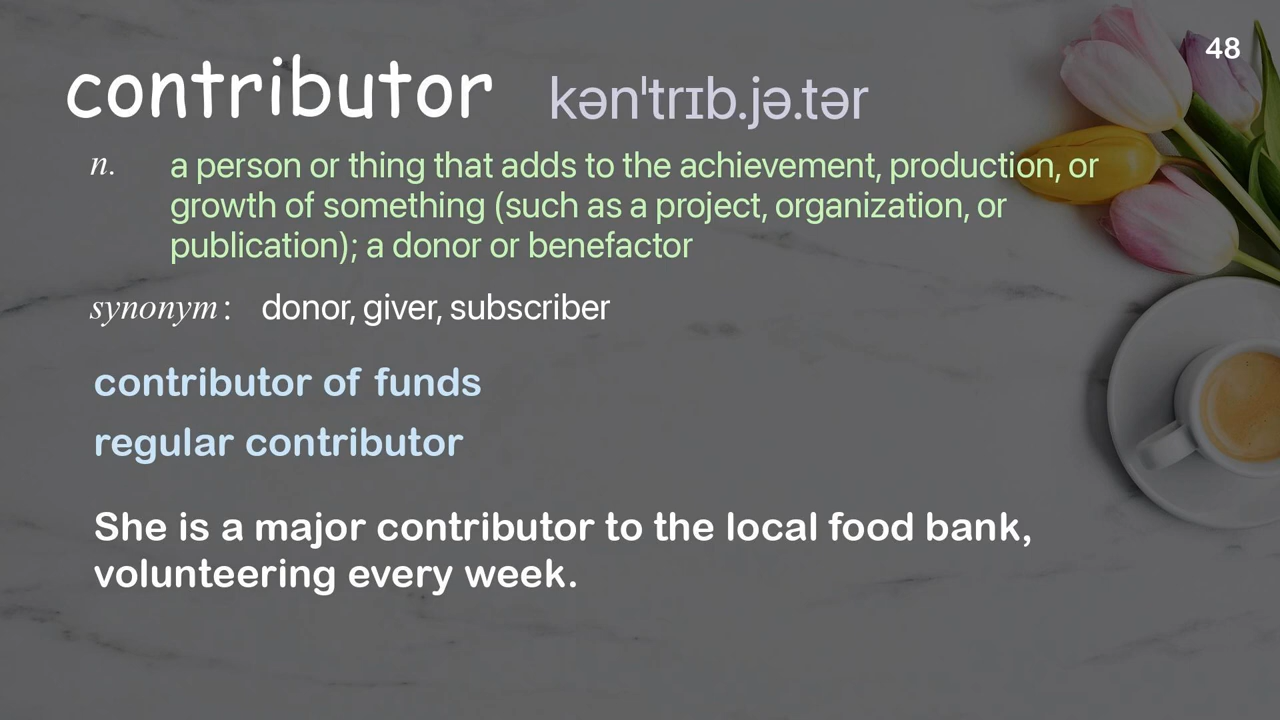 48
contributor kən'trɪb.jə.tər
n. a person or thing that adds to the achievement, production, or
growth of something (such as a project, organization, or
publication); a donor or benefactor
synonym: donor, giver, subscriber
contributor of funds
regular contributor
She is a major contributor to the local food bank,
volunteering every week.